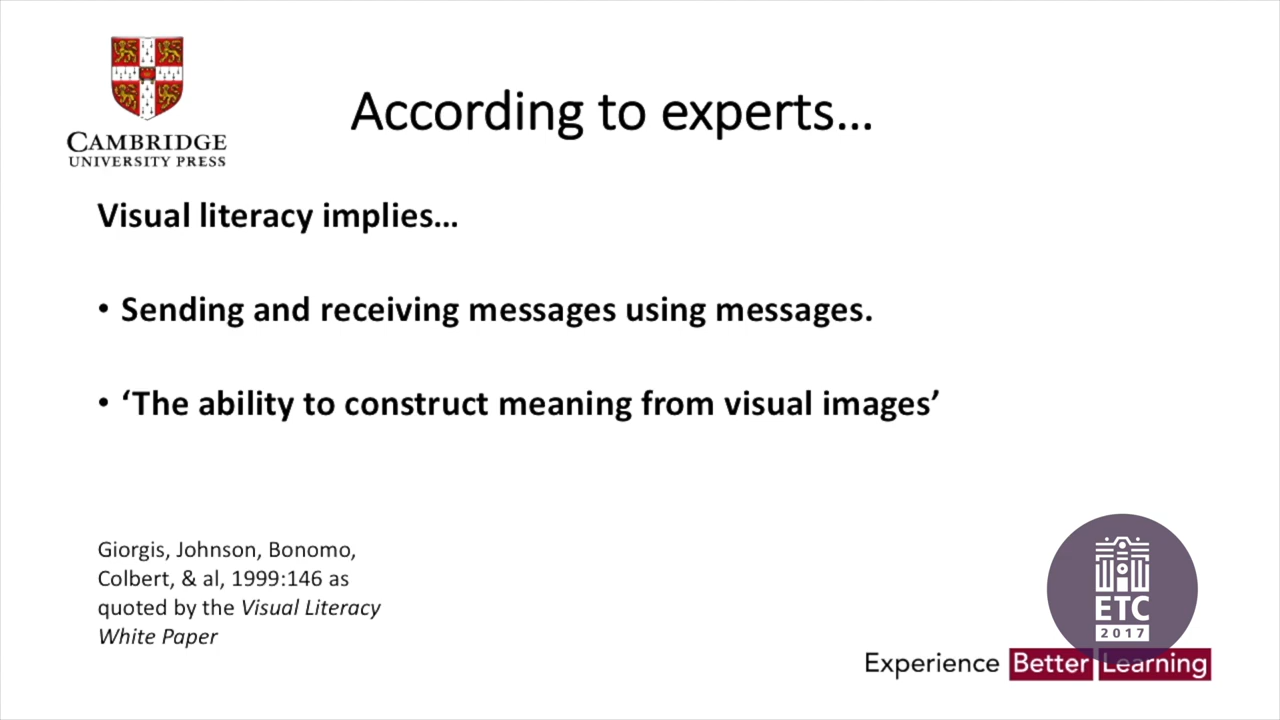 CAMBRIDGE
UNIVERSITY PRESS
According to experts...
Visual literacy implies...
• Sending and receiving messages using messages.
• ‘The ability to construct meaning from visual images’
Giorgis, Johnson, Bonomo,
Colbert, & al, 1999:146 as
quoted by the Visual Literacy
White Paper
ETC
2017
Experience Better Learning